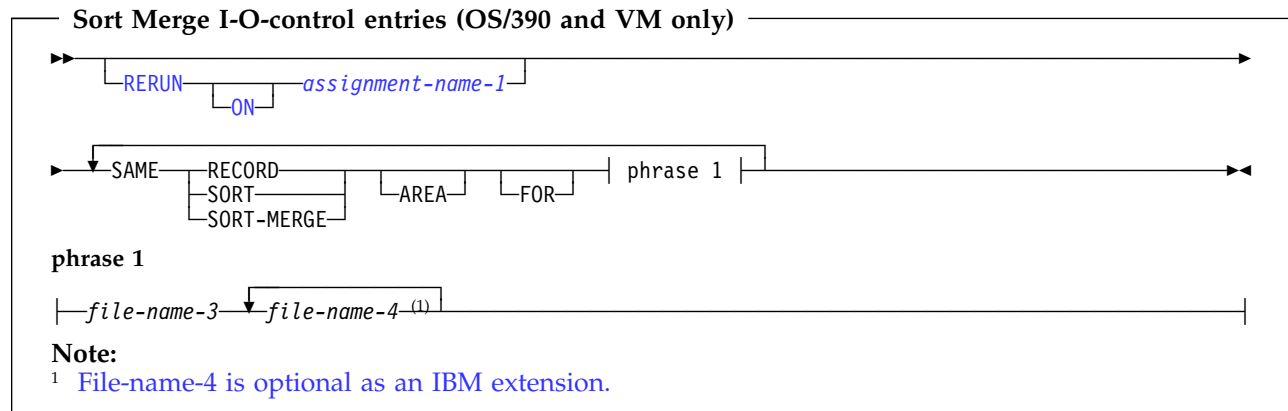 Sort Merge I-O-control entries (OS/390 and VM only)
RERUN ON assignment-name-1
SAME RECORD AREA FOR phrase 1
SORT
SORT-MERGE
phrase 1
file-name-3 file-name-4 (1)
Note:
1 File-name-4 is optional as an IBM extension.